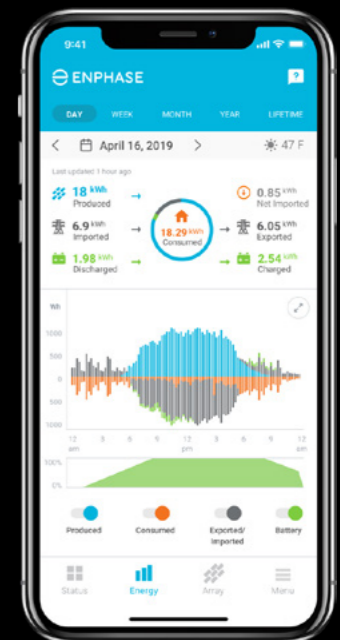 9:41
ENPHASE
?
DAY WEEK MONTH YEAR LIFETIME
< April 16, 2019 > 47 F
Last updated 1 hour ago
18 kWh
Produced
0.85 kWh
Net Imported
6.9 kWh
Imported
18.29 kWh
Consumed
6.05 kWh
Exported
1.98 kWh
Discharged
2.54 kWh
Charged
Wh
1000
500
0
500
1000
12 am 3 6 9 12 pm 3 6 9 12 am
100%
0%
Produced Consumed Exported/ Imported Battery
Status Energy Array Menu